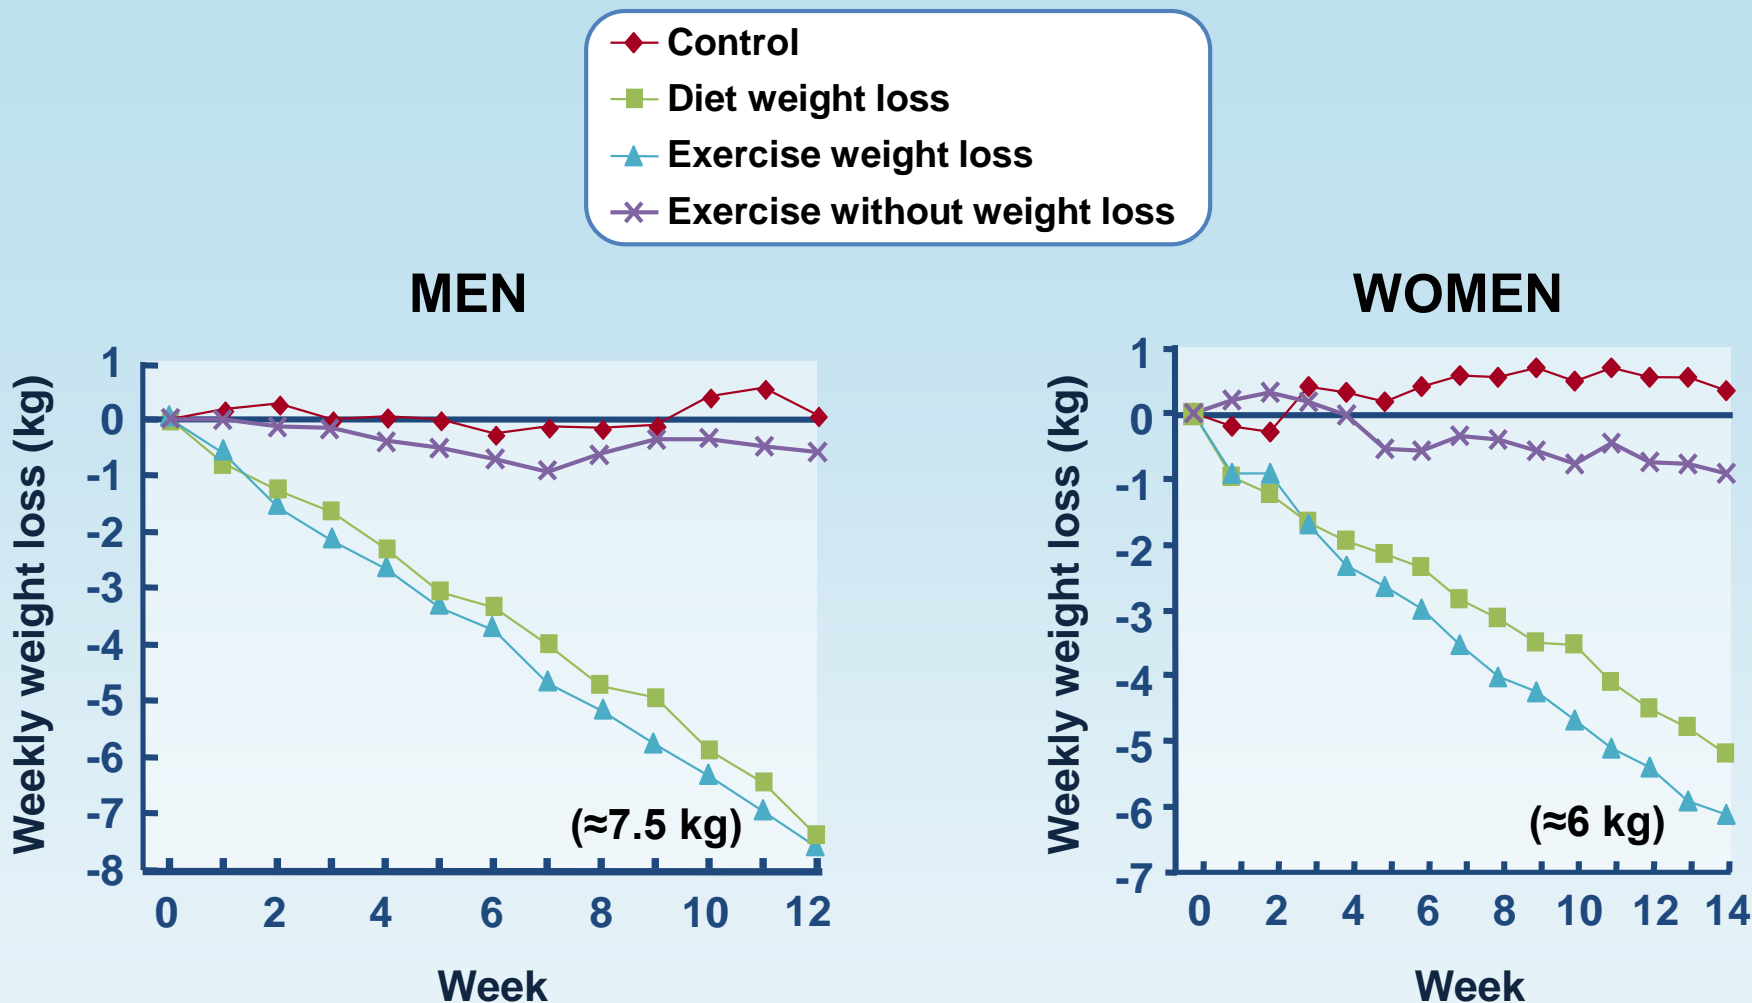 Control
Diet weight loss
Exercise weight loss
Exercise without weight loss
MEN
Weekly weight loss (kg)
1
0
-1
-2
-3
-4
-5
-6
-7
-8
(≈7.5 kg)
0 2 4 6 8 10 12
Week
WOMEN
Weekly weight loss (kg)
1
0
-1
-2
-3
-4
-5
-6
-7
(≈6 kg)
0 2 4 6 8 10 12 14
Week